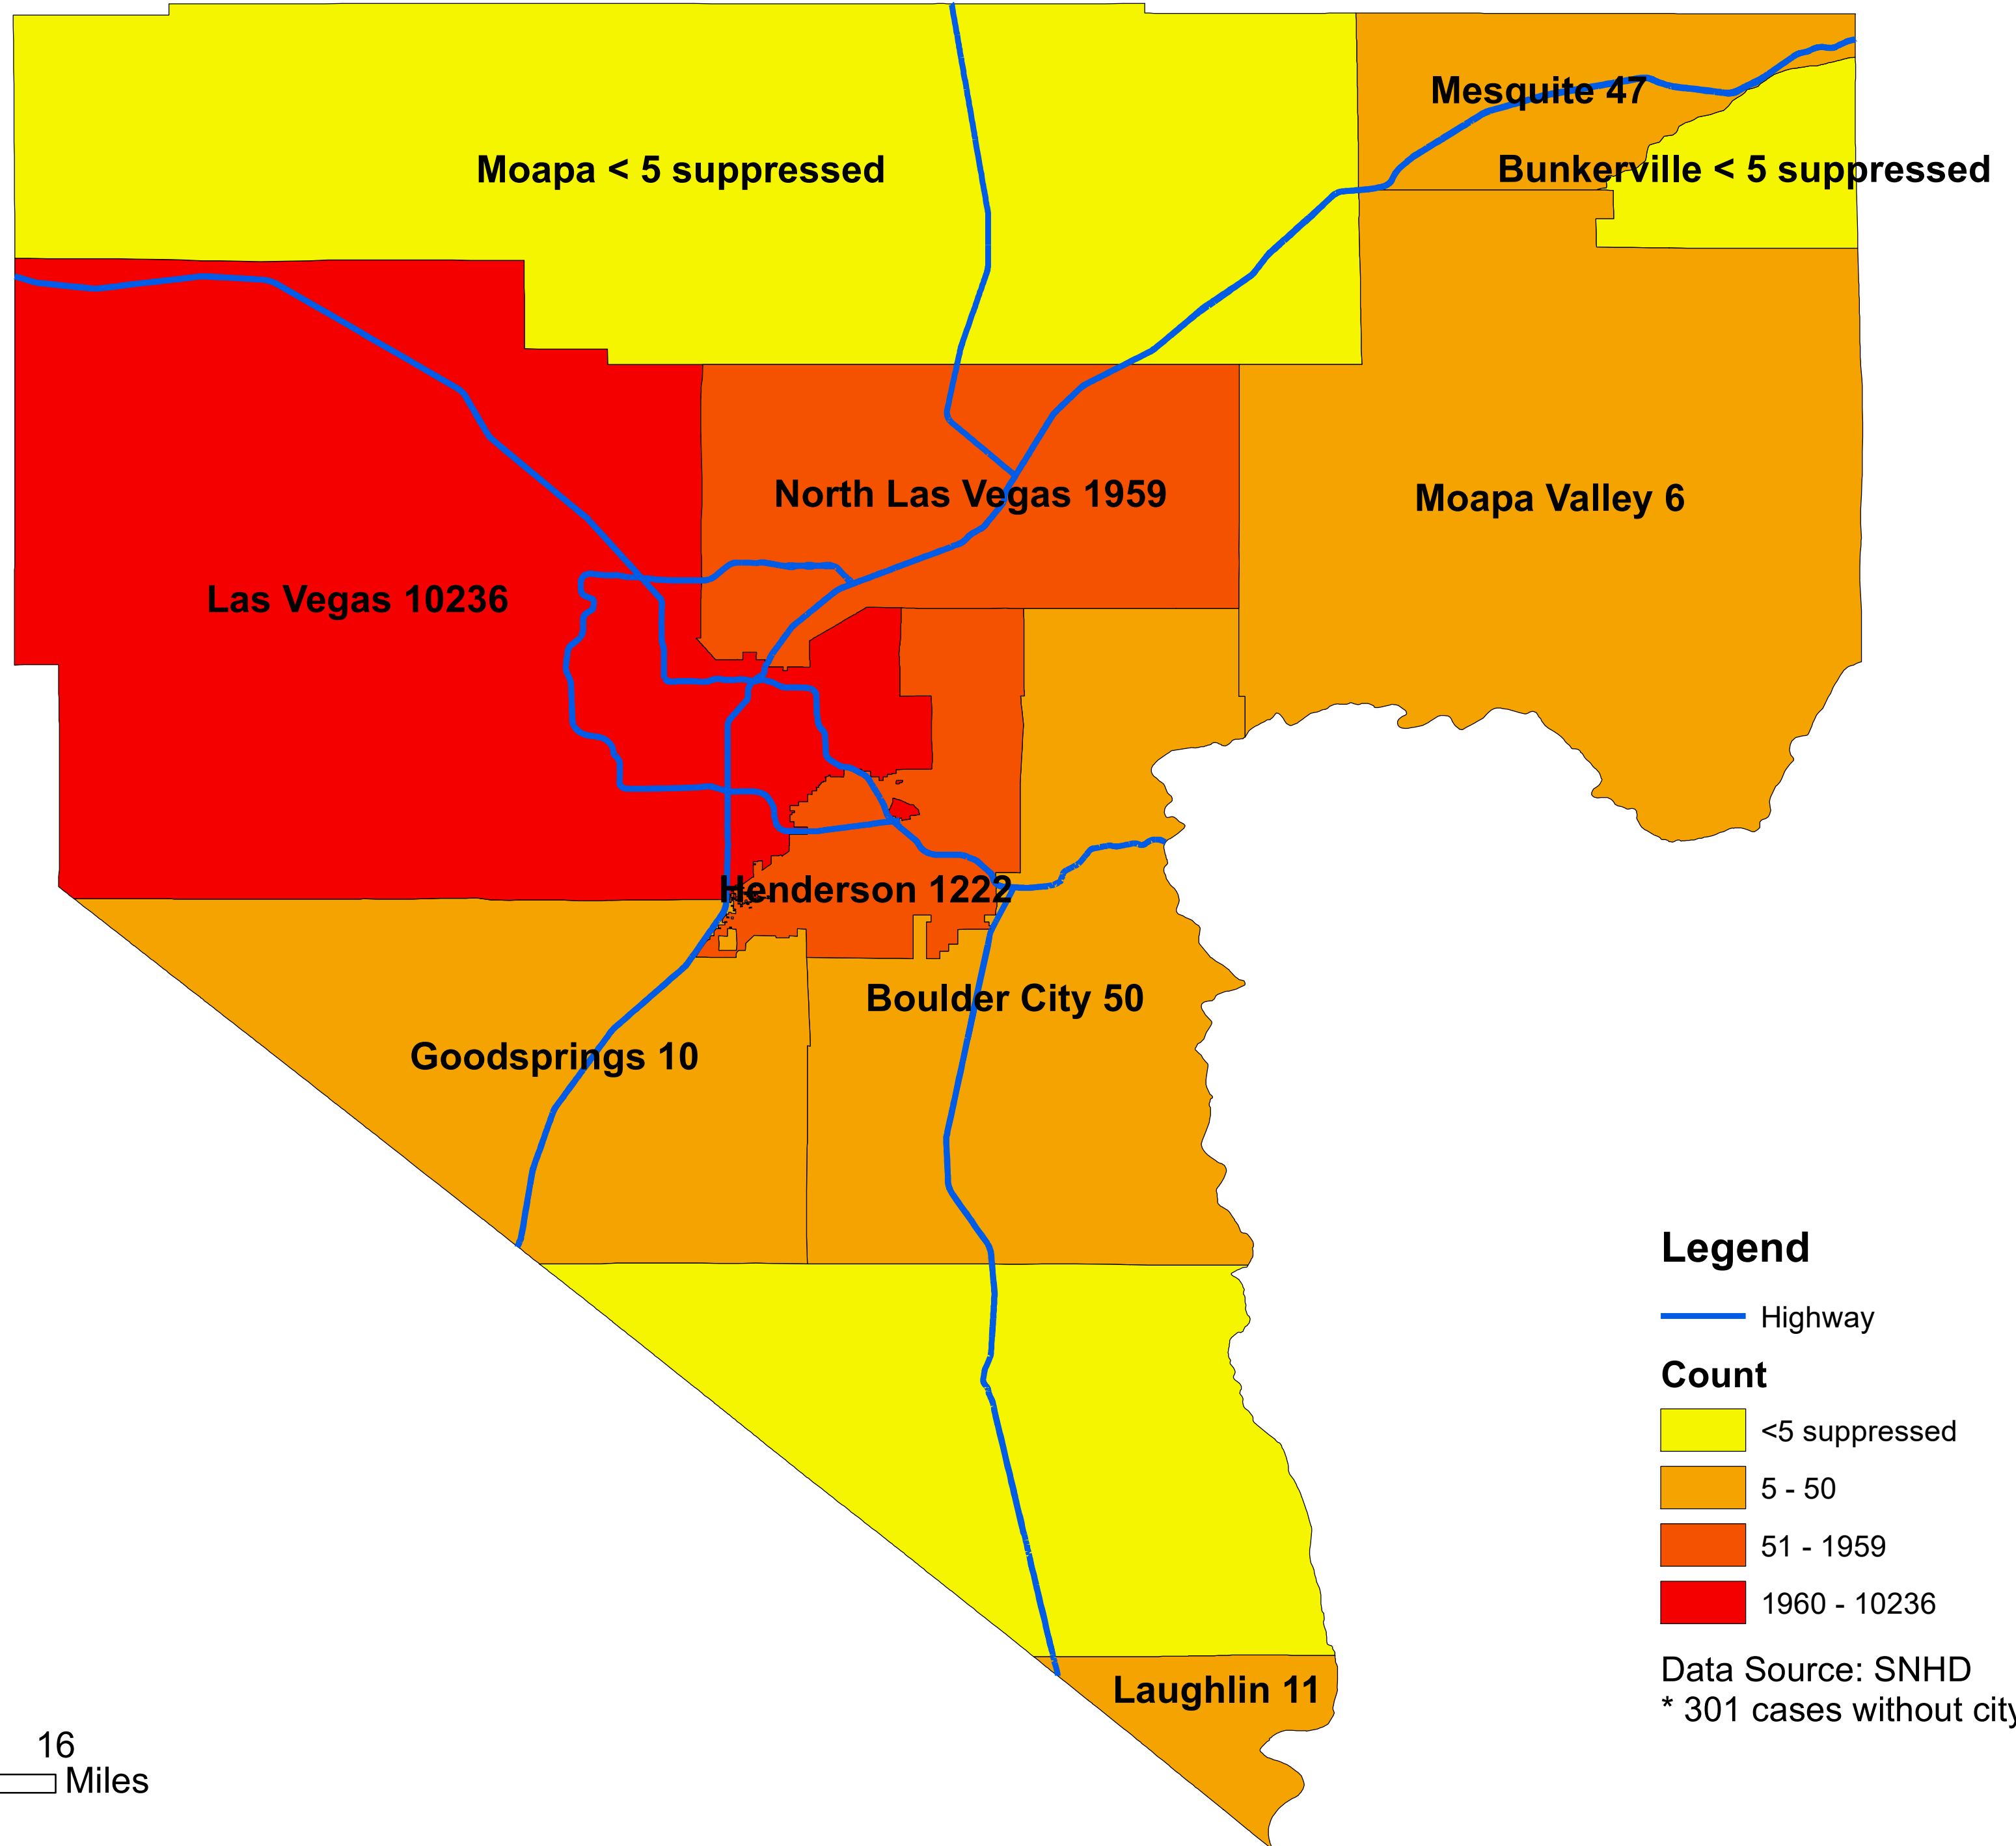 Mesquite 47
Moapa < 5 suppressed
Bunkerville < 5 suppressed
North Las Vegas 1959
Moapa Valley 6
Las Vegas 10236
Henderson 1222
Boulder City 50
Goodsprings 10
Laughlin 11
Legend
Highway
Count
<5 suppressed
5 - 50
51 - 1959
1960 - 10236
Data Source: SNHD
* 301 cases without city
16
Miles